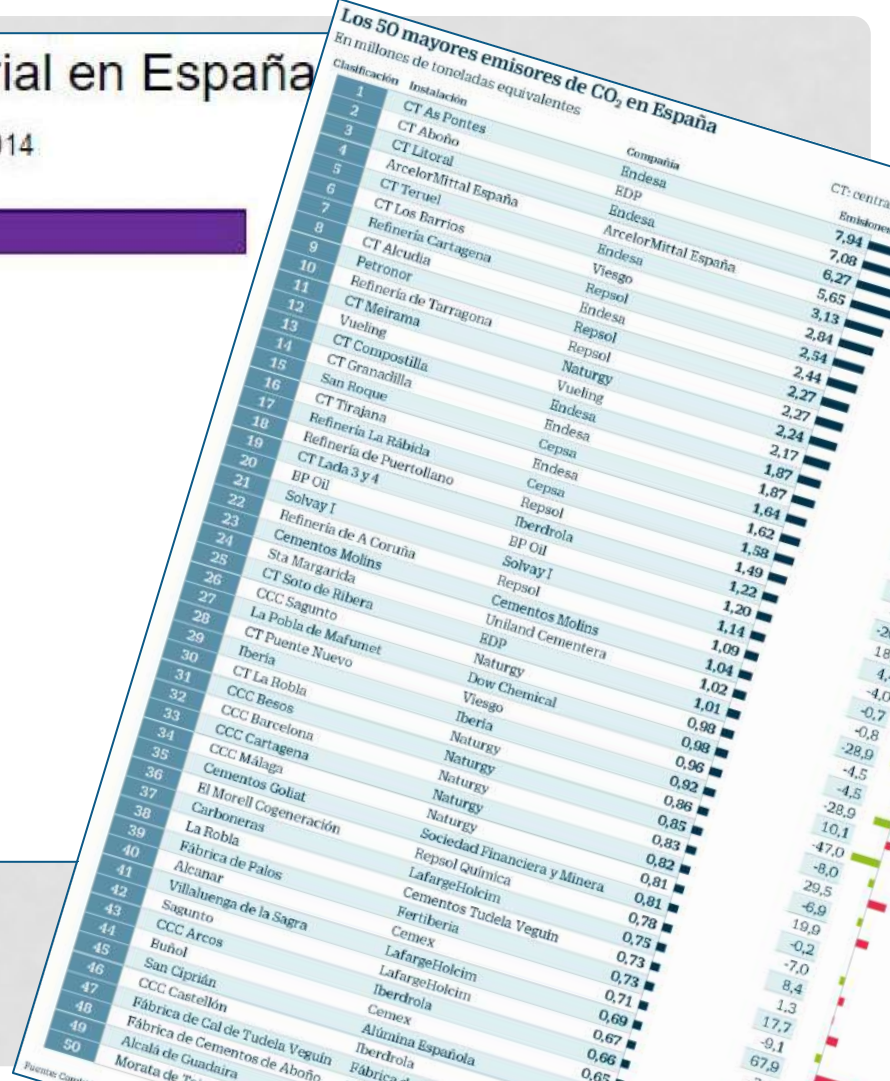 ial en España
014
Los 50 mayores emisores de CO₂ en España
En millones de toneladas equivalentes
CT: centra
Clasificación Instalación Compañía Emisiones
1 CT As Pontes Endesa 7,94
2 CT Aboño EDP 7,08
3 CT Litoral Endesa 6,27
4 ArcelorMittal España ArcelorMittal España 5,65
5 CT Teruel Endesa 3,13
6 CT Los Barrios Viesgo 2,84
7 Refinería Cartagena Repsol 2,54
8 CT Alcudia Endesa 2,44
9 Petronor Repsol 2,27
10 Refinería de Tarragona Repsol 2,27
11 CT Meirama Naturgy 2,24
12 Vueling Vueling 2,17
13 CT Compostilla Endesa 1,87
14 CT Granadilla Endesa 1,87
15 San Roque Cepsa 1,64
16 CT Tirajana Endesa 1,62
17 Refinería La Rábida Cepsa 1,58
18 Refinería de Puertollano Repsol 1,49
19 CT Lada 3 y 4 Iberdrola 1,22
20 BP Oil BP Oil 1,20
21 Solvay I Solvay I 1,14
22 Refinería de A Coruña Repsol 1,09
23 Cementos Molins Cementos Molins 1,04
24 Sta Margarida Uniland Cementera 1,02
25 CT Soto de Ribera EDP 1,01
26 CCC Sagunto Naturgy 0,98
27 La Pobla de Mafumet Dow Chemical 0,98
28 CT Puente Nuevo Viesgo 0,96
29 Iberia Iberia 0,92
30 CT La Robla Naturgy 0,86
31 CCC Besos Naturgy 0,85
32 CCC Barcelona Naturgy 0,83
33 CCC Cartagena Naturgy 0,82
34 CCC Málaga Naturgy 0,81
35 Cementos Goliat Sociedad Financiera y Minera 0,81
36 El Morell Cogeneración Repsol Química 0,78
37 Carboneras LafargeHolcim 0,75
38 La Robla Cementos Tudela Veguín 0,73
39 Fábrica de Palos Fertiberia 0,73
40 Alcanar Cemex 0,71
41 Villaluenga de la Sagra LafargeHolcim 0,69
42 Sagunto LafargeHolcim 0,67
43 CCC Arcos Iberdrola 0,66
44 Buñol Cemex 0,65
45 San Ciprián Alúmina Española
46 CCC Castellón Iberdrola
47 Fábrica de Cal de Tudela Veguín Fábrica
48 Fábrica de Cementos de Aboño
49 Alcalá de Guadaira
50 Morata de
18
-4,0
-0,7
-0,8
-28,9
-4,5
-4,5
-28,9
10,1
-47,0
-8,0
29,5
-6,9
19,9
-0,2
-7,0
8,4
1,3
17,7
-9,1
67,9
Fuente: